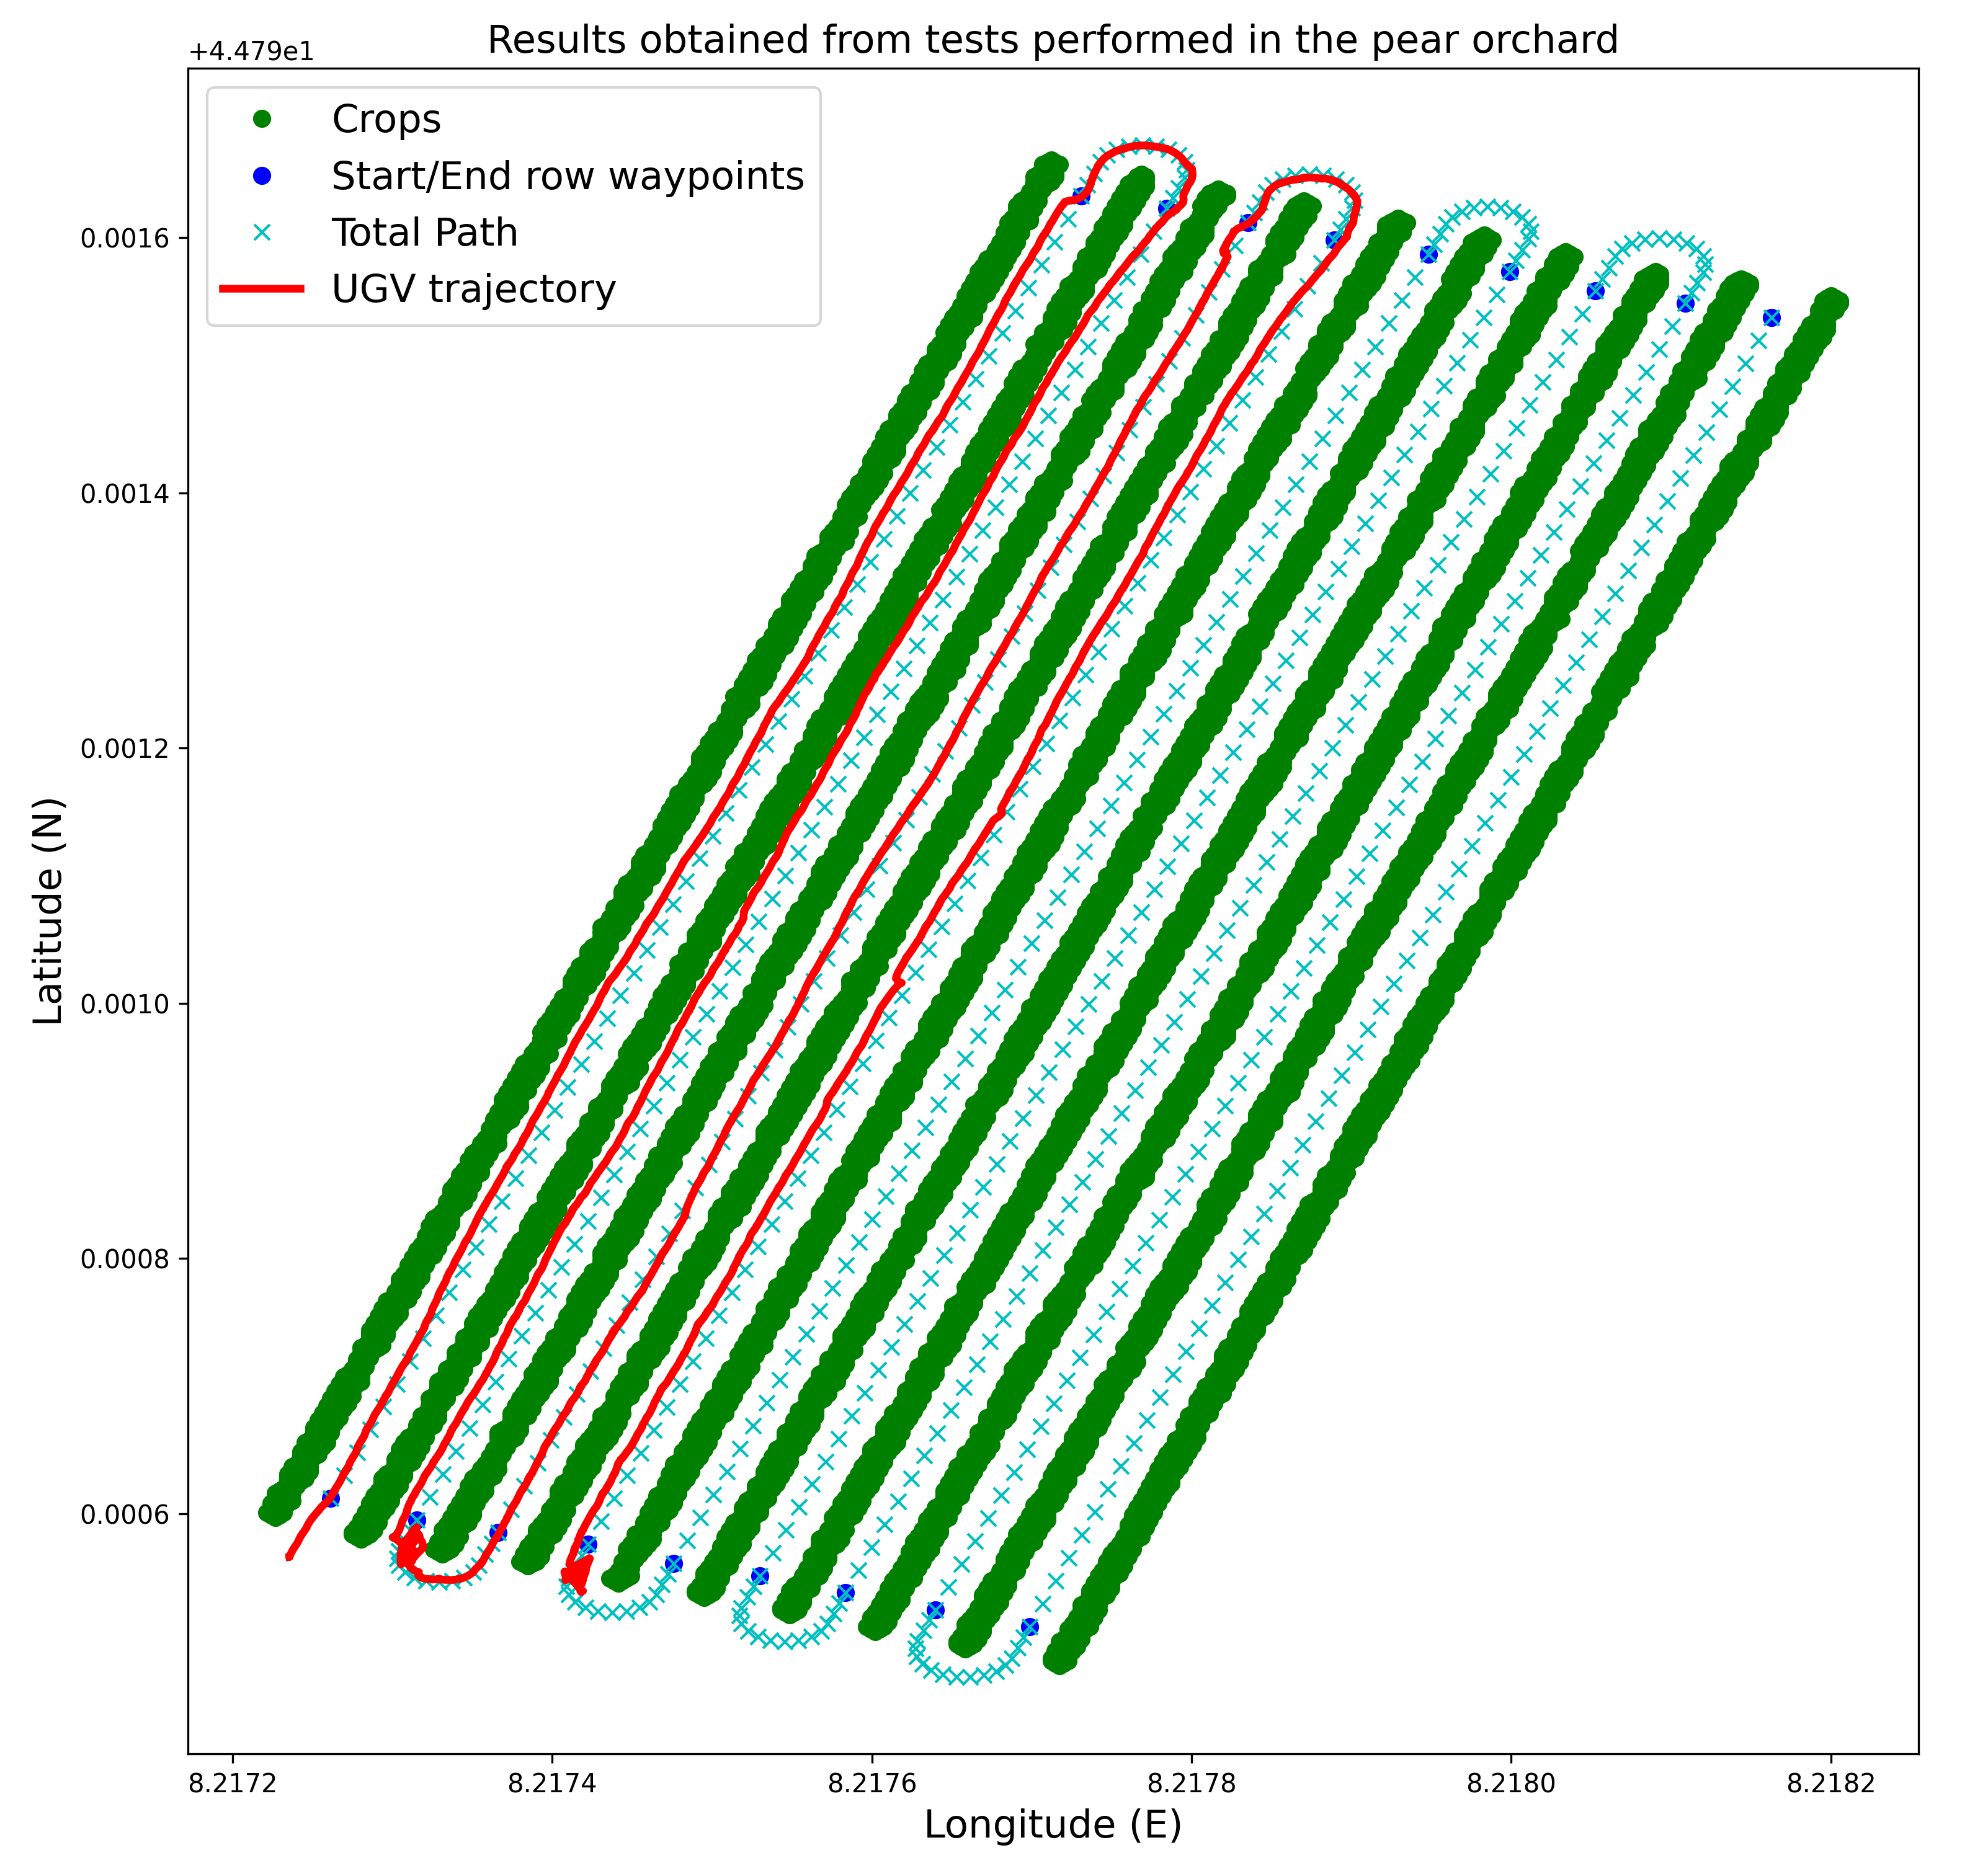 Results obtained from tests performed in the pear orchard
+4.479e1
Crops
Start/End row waypoints
Total Path
UGV trajectory
0.0016
0.0014
0.0012
0.0010
0.0008
0.0006
Latitude (N)
8.2172 8.2174 8.2176 8.2178 8.2180 8.2182
Longitude (E)